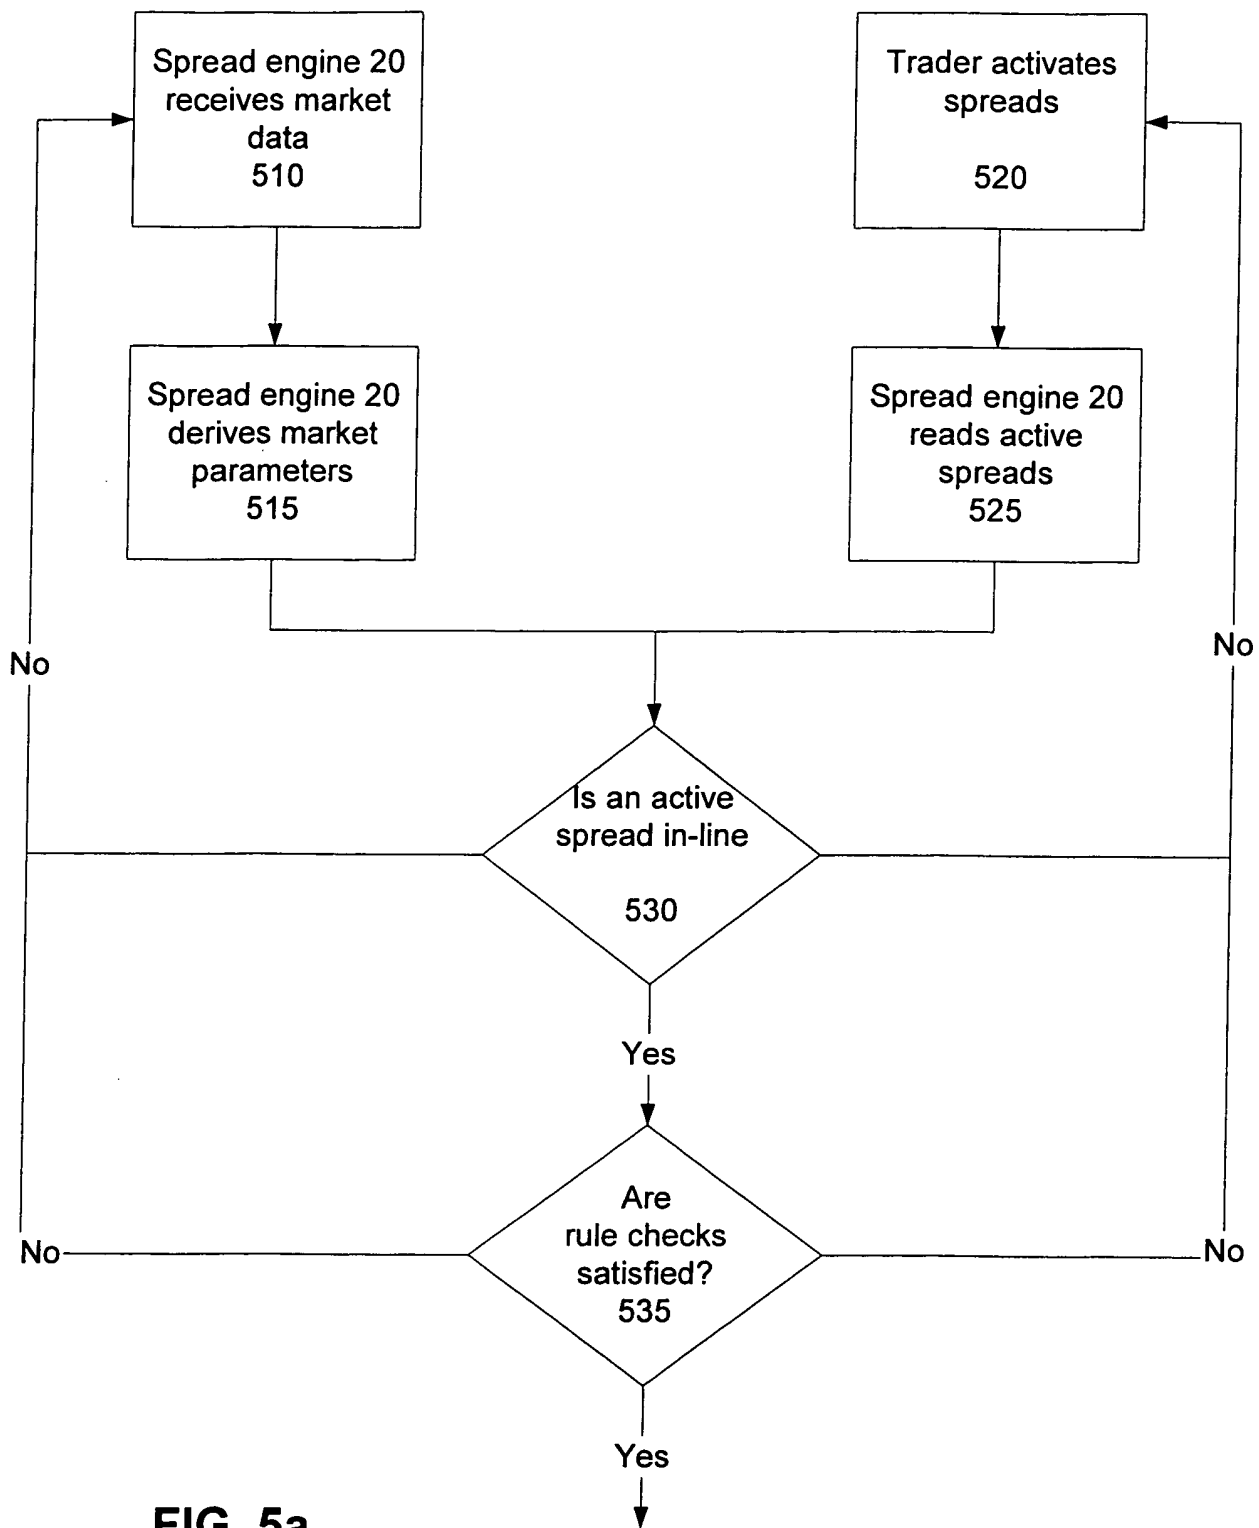 Spread engine 20
receives market
data
510
Trader activates
spreads
520
Spread engine 20
derives market
parameters
515
Spread engine 20
reads active
spreads
525
No
No
Is an active
spread in-line
530
Yes
Are
rule checks
satisfied?
535
No
No
Yes
FIG. 5a